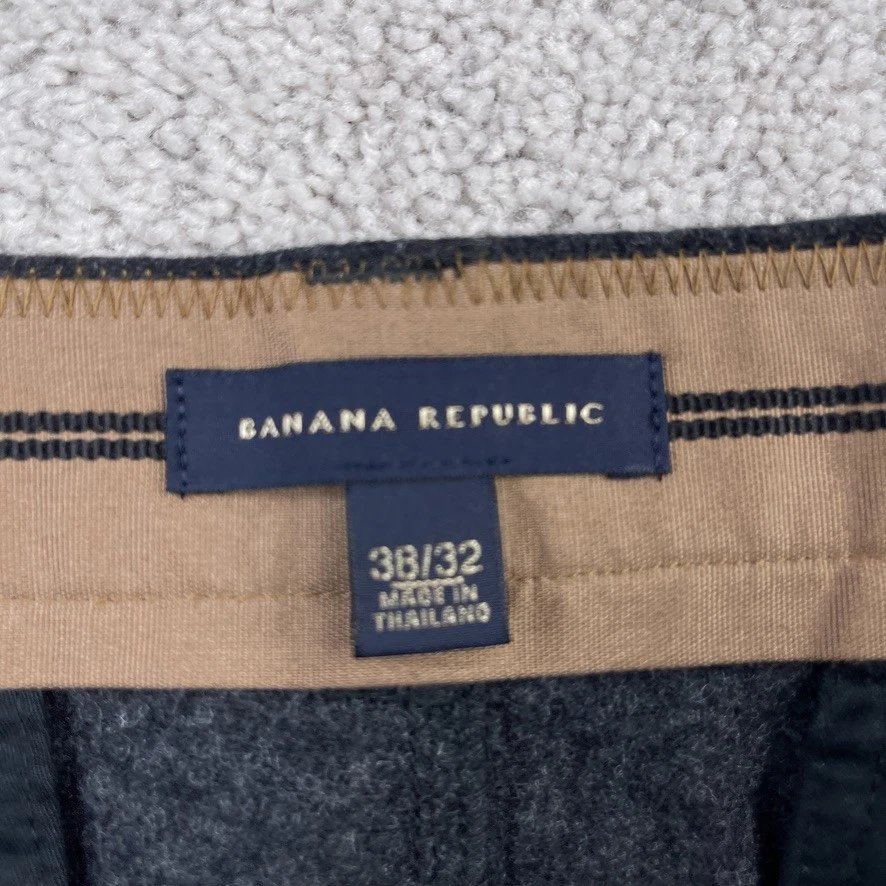 BANANA REPUBLIC
38/32
MADE IN
THAILAND